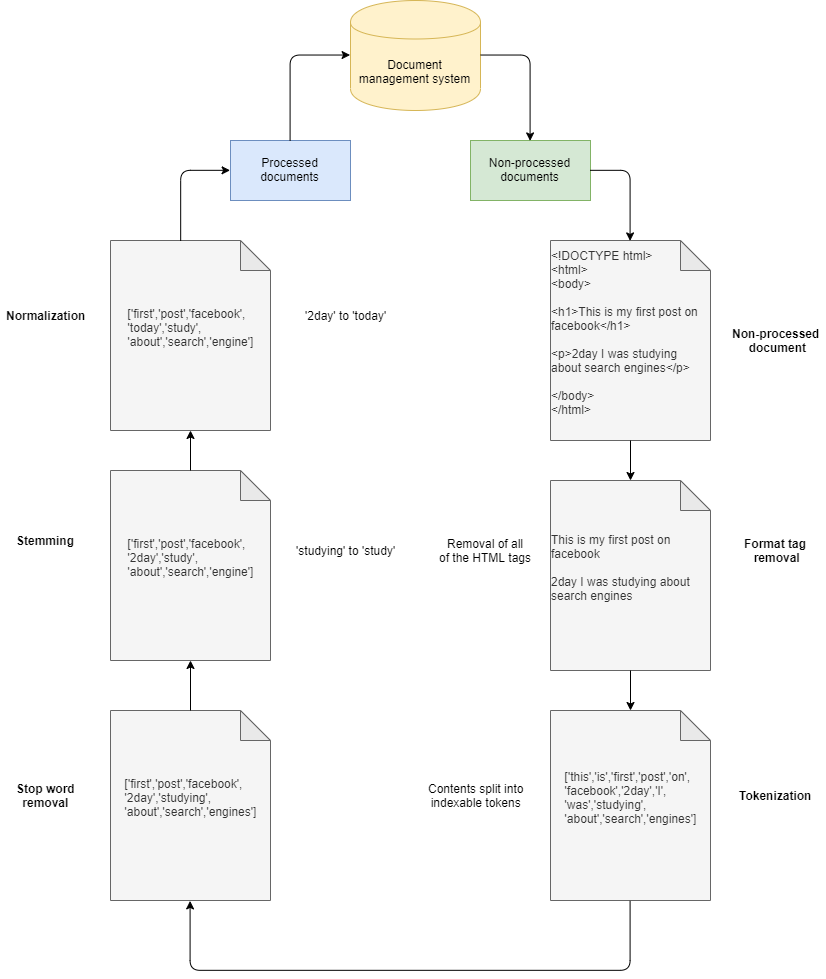 Document
management system
Processed
documents
Non-processed
documents
Normalization
['first','post','facebook',
'today','study',
'about','search','engine']
'2day' to 'today'
<!DOCTYPE html>
<html>
<body>
<h1>This is my first post on
facebook</h1>
<p>2day I was studying
about search engines</p>
</body>
</html>
Non-processed
document
Stemming
['first','post','facebook',
'2day','study',
'about','search','engine']
'studying' to 'study'
Removal of all
of the HTML tags
This is my first post on
facebook
2day I was studying about
search engines
Format tag
removal
Stop word
removal
['first','post','facebook',
'2day','studying',
'about','search','engines']
Contents split into
indexable tokens
['this','is','first','post','on',
'facebook','2day','I',
'was','studying',
'about','search','engines']
Tokenization